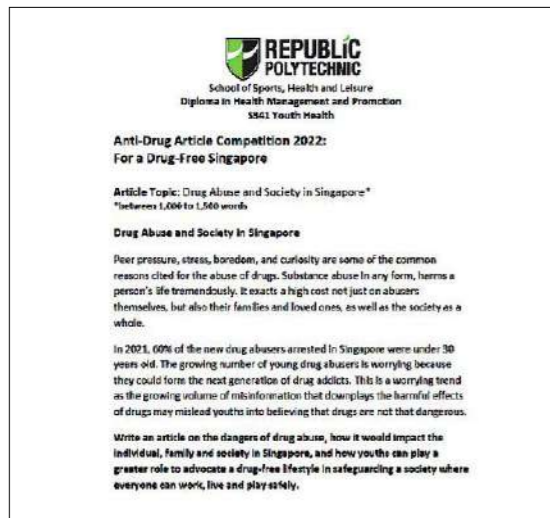 REPUBLIC
POLYTECHNIC
School of Sports, Health and Leisure
Diploma in Health Management and Promotion
S341 Youth Health
Anti-Drug Article Competition 2022:
For a Drug-Free Singapore
Article Topic: Drug Abuse and Society in Singapore*
*between 1,000 to 1,500 words
Drug Abuse and Society in Singapore
Peer pressure, stress, boredom, and curiosity are some of the common
reasons cited for the abuse of drugs. Substance abuse in any form, harms a
person's life tremendously. It exacts a high cost not just on abusers
themselves, but also their families and loved ones, as well as the society as a
whole.
In 2021, 60% of the new drug abusers arrested in Singapore were under 30
years old. The growing number of young drug abusers is worrying because
they could form the next generation of drug addicts. This is a worrying trend
as the growing volume of misinformation that downplays the harmful effects
of drugs may mislead youths into believing that drugs are not that dangerous.
Write an article on the dangers of drug abuse, how it would impact the
individual, family and society in Singapore, and how youths can play a
greater role to advocate a drug-free lifestyle in safeguarding a society where
everyone can work, live and play safely.